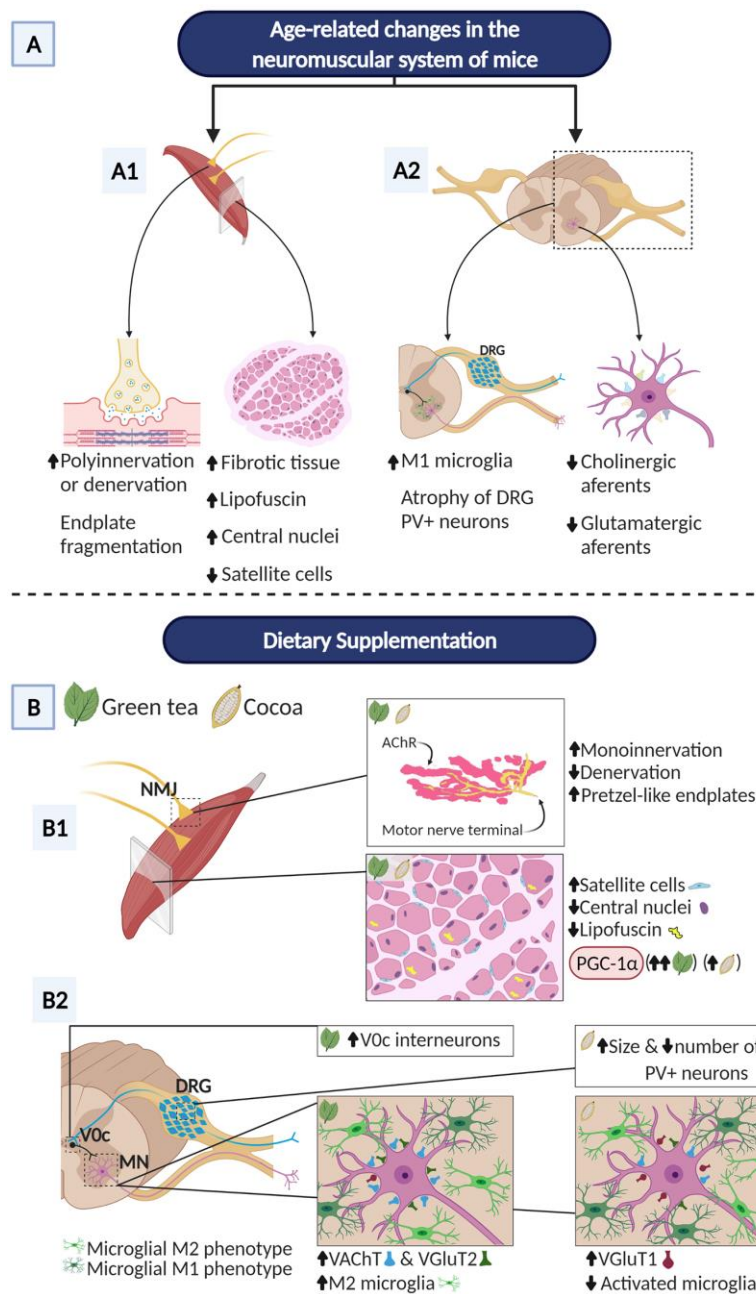 A
Age-related changes in the
neuromuscular system of mice
A1
A2
DRG
Polyinnervation
or denervation
Endplate
fragmentation
Fibrotic tissue
Lipofuscin
Central nuclei
Satellite cells
M1 microglia
Atrophy of DRG
PV+ neurons
Cholinergic
aferents
Glutamatergic
aferents
Dietary Supplementation
B
Green tea
Cocoa
B1
NMJ
AChR
Motor nerve terminal
Monoinnervation
Denervation
Pretzel-like endplates
Satellite cells
Central nuclei
Lipofuscin
PGC-1α (⬆⬆ ) (⬆ )
B2
V0c interneurons
Size & ⬇number of
PV+ neurons
DRG
V0c
MN
Microglial M2 phenotype
Microglial M1 phenotype
VAChT & VGluT2
M2 microglia
VGluT1
Activated microglia